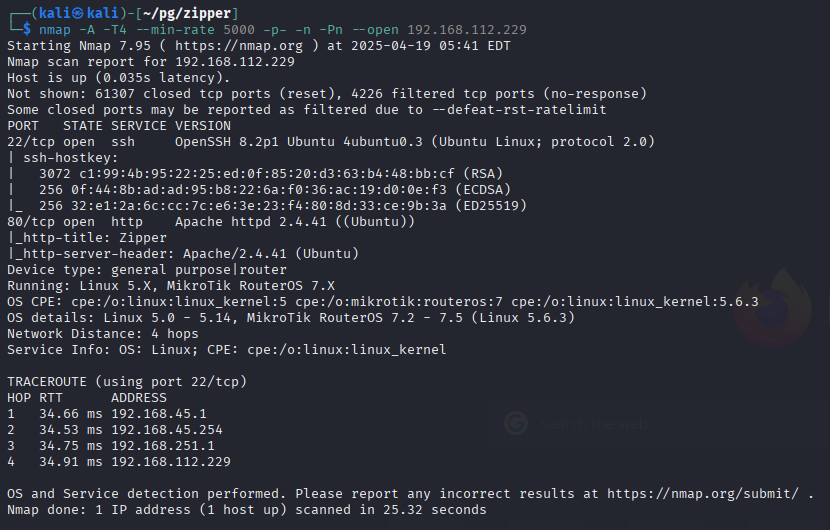 ┌──(kali㉿kali)-[~/pg/zipper]
└─$ nmap -A -T4 --min-rate 5000 -p- -n -Pn --open 192.168.112.229
Starting Nmap 7.95 ( https://nmap.org ) at 2025-04-19 05:41 EDT
Nmap scan report for 192.168.112.229
Host is up (0.035s latency).
Not shown: 61307 closed tcp ports (reset), 4226 filtered tcp ports (no-response)
Some closed ports may be reported as filtered due to --defeat-rst-ratelimit
PORT   STATE SERVICE VERSION
22/tcp open  ssh     OpenSSH 8.2p1 Ubuntu 4ubuntu0.3 (Ubuntu Linux; protocol 2.0)
| ssh-hostkey:
|   3072 c1:99:4b:95:22:25:ed:0f:85:20:d3:63:b4:48:bb:cf (RSA)
|   256 0f:44:8b:ad:ad:95:b8:22:6a:f0:36:ac:19:d0:0e:f3 (ECDSA)
|_  256 32:e1:2a:6c:cc:7c:e6:3e:23:f4:80:8d:33:ce:9b:3a (ED25519)
80/tcp open  http    Apache httpd 2.4.41 ((Ubuntu))
|_http-title: Zipper
|_http-server-header: Apache/2.4.41 (Ubuntu)
Device type: general purpose|router
Running: Linux 5.X, MikroTik RouterOS 7.X
OS CPE: cpe:/o:linux:linux_kernel:5 cpe:/o:mikrotik:routeros:7 cpe:/o:linux:linux_kernel:5.6.3
OS details: Linux 5.0 - 5.14, MikroTik RouterOS 7.2 - 7.5 (Linux 5.6.3)
Network Distance: 4 hops
Service Info: OS: Linux; CPE: cpe:/o:linux:linux_kernel
Search the web
TRACEROUTE (using port 22/tcp)
HOP RTT      ADDRESS
1   34.66 ms 192.168.45.1
2   34.53 ms 192.168.45.254
3   34.75 ms 192.168.251.1
4   34.91 ms 192.168.112.229
OS and Service detection performed. Please report any incorrect results at https://nmap.org/submit/ .
Nmap done: 1 IP address (1 host up) scanned in 25.32 seconds